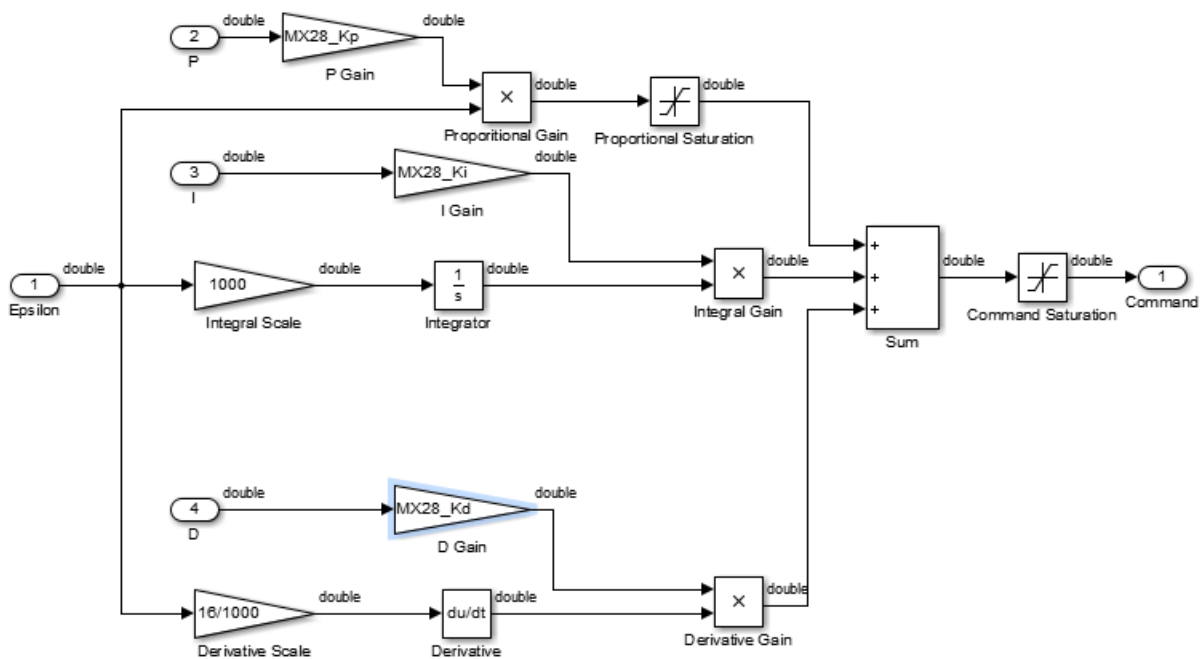 double
double
2
MX28_Kp
P
P Gain
double
double
×
Proporitional Gain
Proportional Saturation
double
double
3
MX28_Ki
I
I Gain
double
double
double
double
1
1000
1
s
×
+
+
+
double
double
1
Epsilon
Integral Scale
Integrator
Integral Gain
Sum
Command Saturation
Command
double
double
4
MX28_Kd
D
D Gain
double
double
double
16/1000
du/dt
×
Derivative Scale
Derivative
Derivative Gain